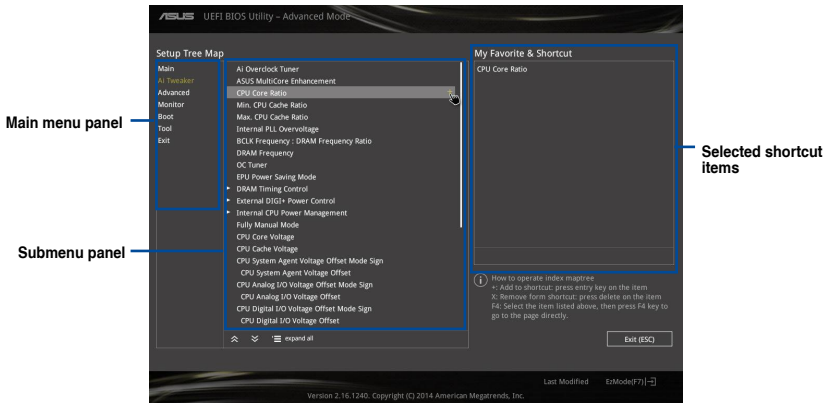 ASUS UEFI BIOS Utility – Advanced Mode
Setup Tree Map
Main
Ai Tweaker
Advanced
Monitor
Boot
Tool
Exit
Ai Overclock Tuner
ASUS MultiCore Enhancement
CPU Core Ratio
Min. CPU Cache Ratio
Max. CPU Cache Ratio
Internal PLL Overvoltage
BCLK Frequency : DRAM Frequency Ratio
DRAM Frequency
OC Tuner
EPU Power Saving Mode
DRAM Timing Control
External DIGI+ Power Control
Internal CPU Power Management
Fully Manual Mode
CPU Core Voltage
CPU Cache Voltage
CPU System Agent Voltage Offset Mode Sign
CPU System Agent Voltage Offset
CPU Analog I/O Voltage Offset Mode Sign
CPU Analog I/O Voltage Offset
CPU Digital I/O Voltage Offset Mode Sign
CPU Digital I/O Voltage Offset
expand all
My Favorite & Shortcut
CPU Core Ratio
How to operate index maptree
+: Add to shortcut: press entry key on the item
X: Remove form shortcut: press delete on the item
F4: Select the item listed above, then press F4 key to
go to the page directly.
Exit (ESC)
Last Modified
EzMode(F7)
Version 2.16.1240. Copyright (C) 2014 American Megatrends, Inc.
Main menu panel
Submenu panel
Selected shortcut
items